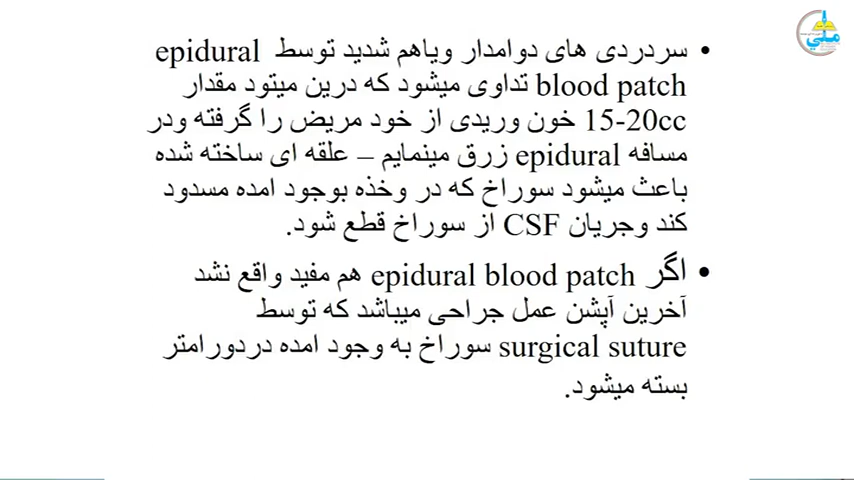 • سردردی های دوامدار ویاهم شدید توسط epidural
blood patch تداوی میشود که درین میتود مقدار
15-20cc خون وریدی از خود مریض را گرفته ودر
مسافه epidural زرق مینمایم – علقه ای ساخته شده
باعث میشود سوراخ که در وخذه بوجود امده مسدود
کند وجریان CSF از سوراخ قطع شود.
• اگر epidural blood patch هم مفید واقع نشد
آخرین آپشن عمل جراحی میباشد که توسط
surgical suture سوراخ به وجود امده دردورامتر
بسته میشود.
ملی